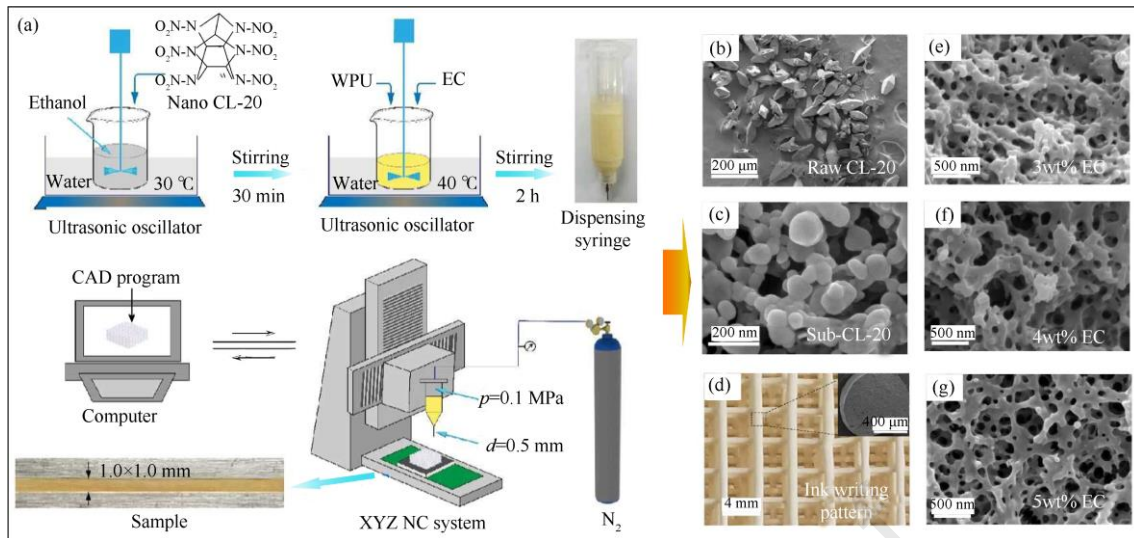 (a)
O₂N-N
N-NO₂
O₂N-N
N-NO₂
O₂N-N
N-NO₂
Nano CL-20
Ethanol
Water
30 ℃
Ultrasonic oscillator
Stirring
30 min
WPU
EC
Water
40 ℃
Ultrasonic oscillator
Stirring
2 h
Dispensing
syringe
CAD program
Computer
1.0×1.0 mm
Sample
p=0.1 MPa
d=0.5 mm
XYZ NC system
N₂
(b)
200 μm
Raw CL-20
(c)
200 nm
Sub-CL-20
(d)
400 μm
4 mm
Ink writing
pattern
(e)
500 nm
3wt% EC
(f)
500 nm
4wt% EC
(g)
500 nm
5wt% EC